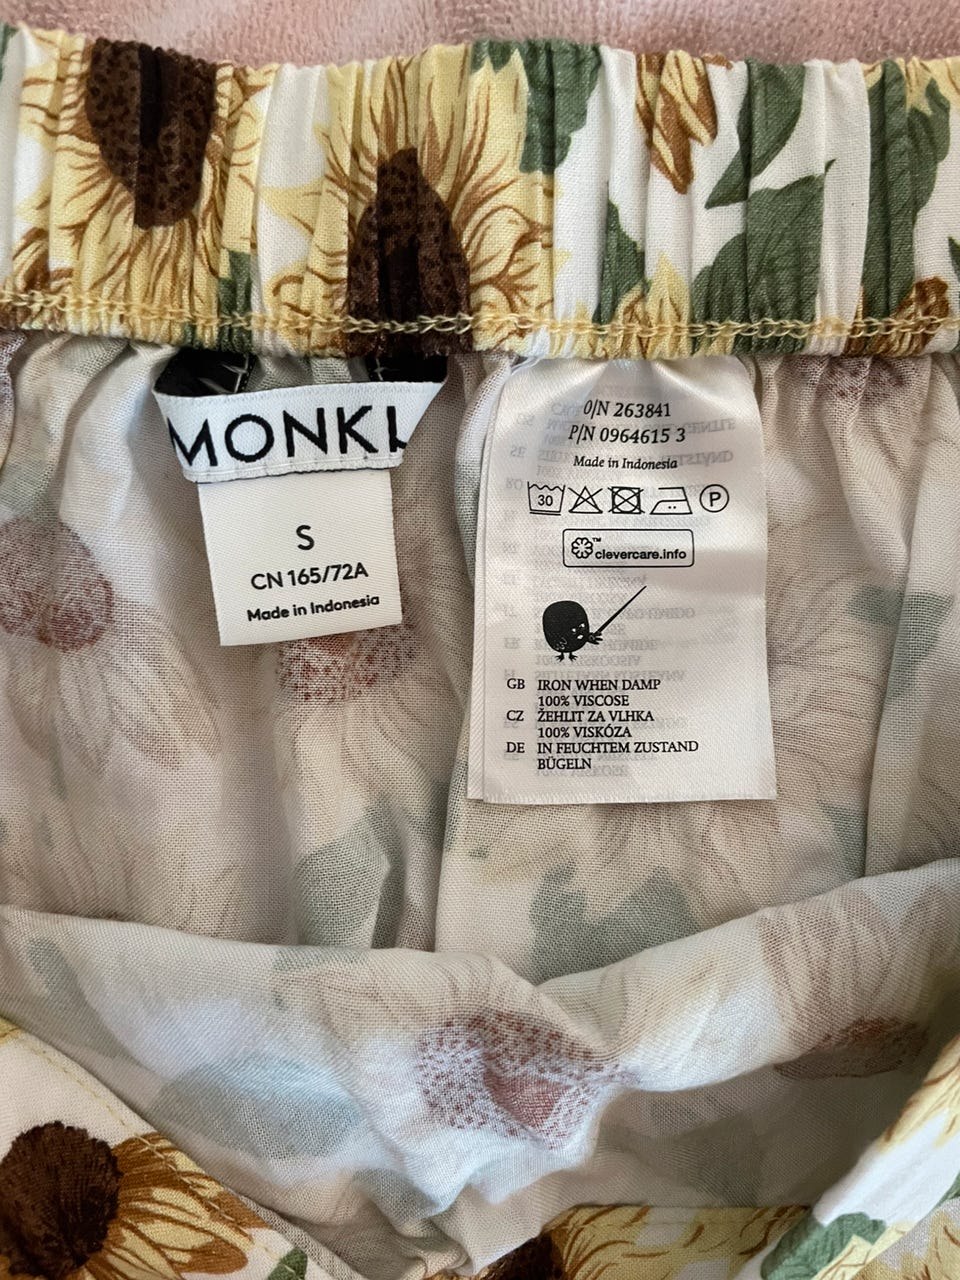 MONKI
S
CN 165/72A
Made in Indonesia
O/N 263841
P/N 0964615 3
Made in Indonesia
30
P
™
clevercare.info
GB IRON WHEN DAMP
100% VISCOSE
CZ ŽEHLIT ZA VLHKA
100% VISKÓZA
DE IN FEUCHTEM ZUSTAND
BÜGELN